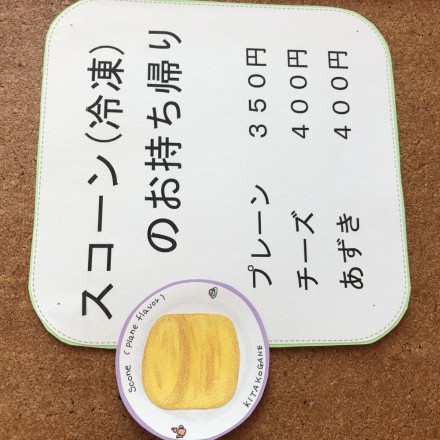 スコーン(冷凍)
のお持ち帰り
プレーン 350円
チーズ 400円
あずき 400円
Scone (Plane flavor)
KITAKOGANE